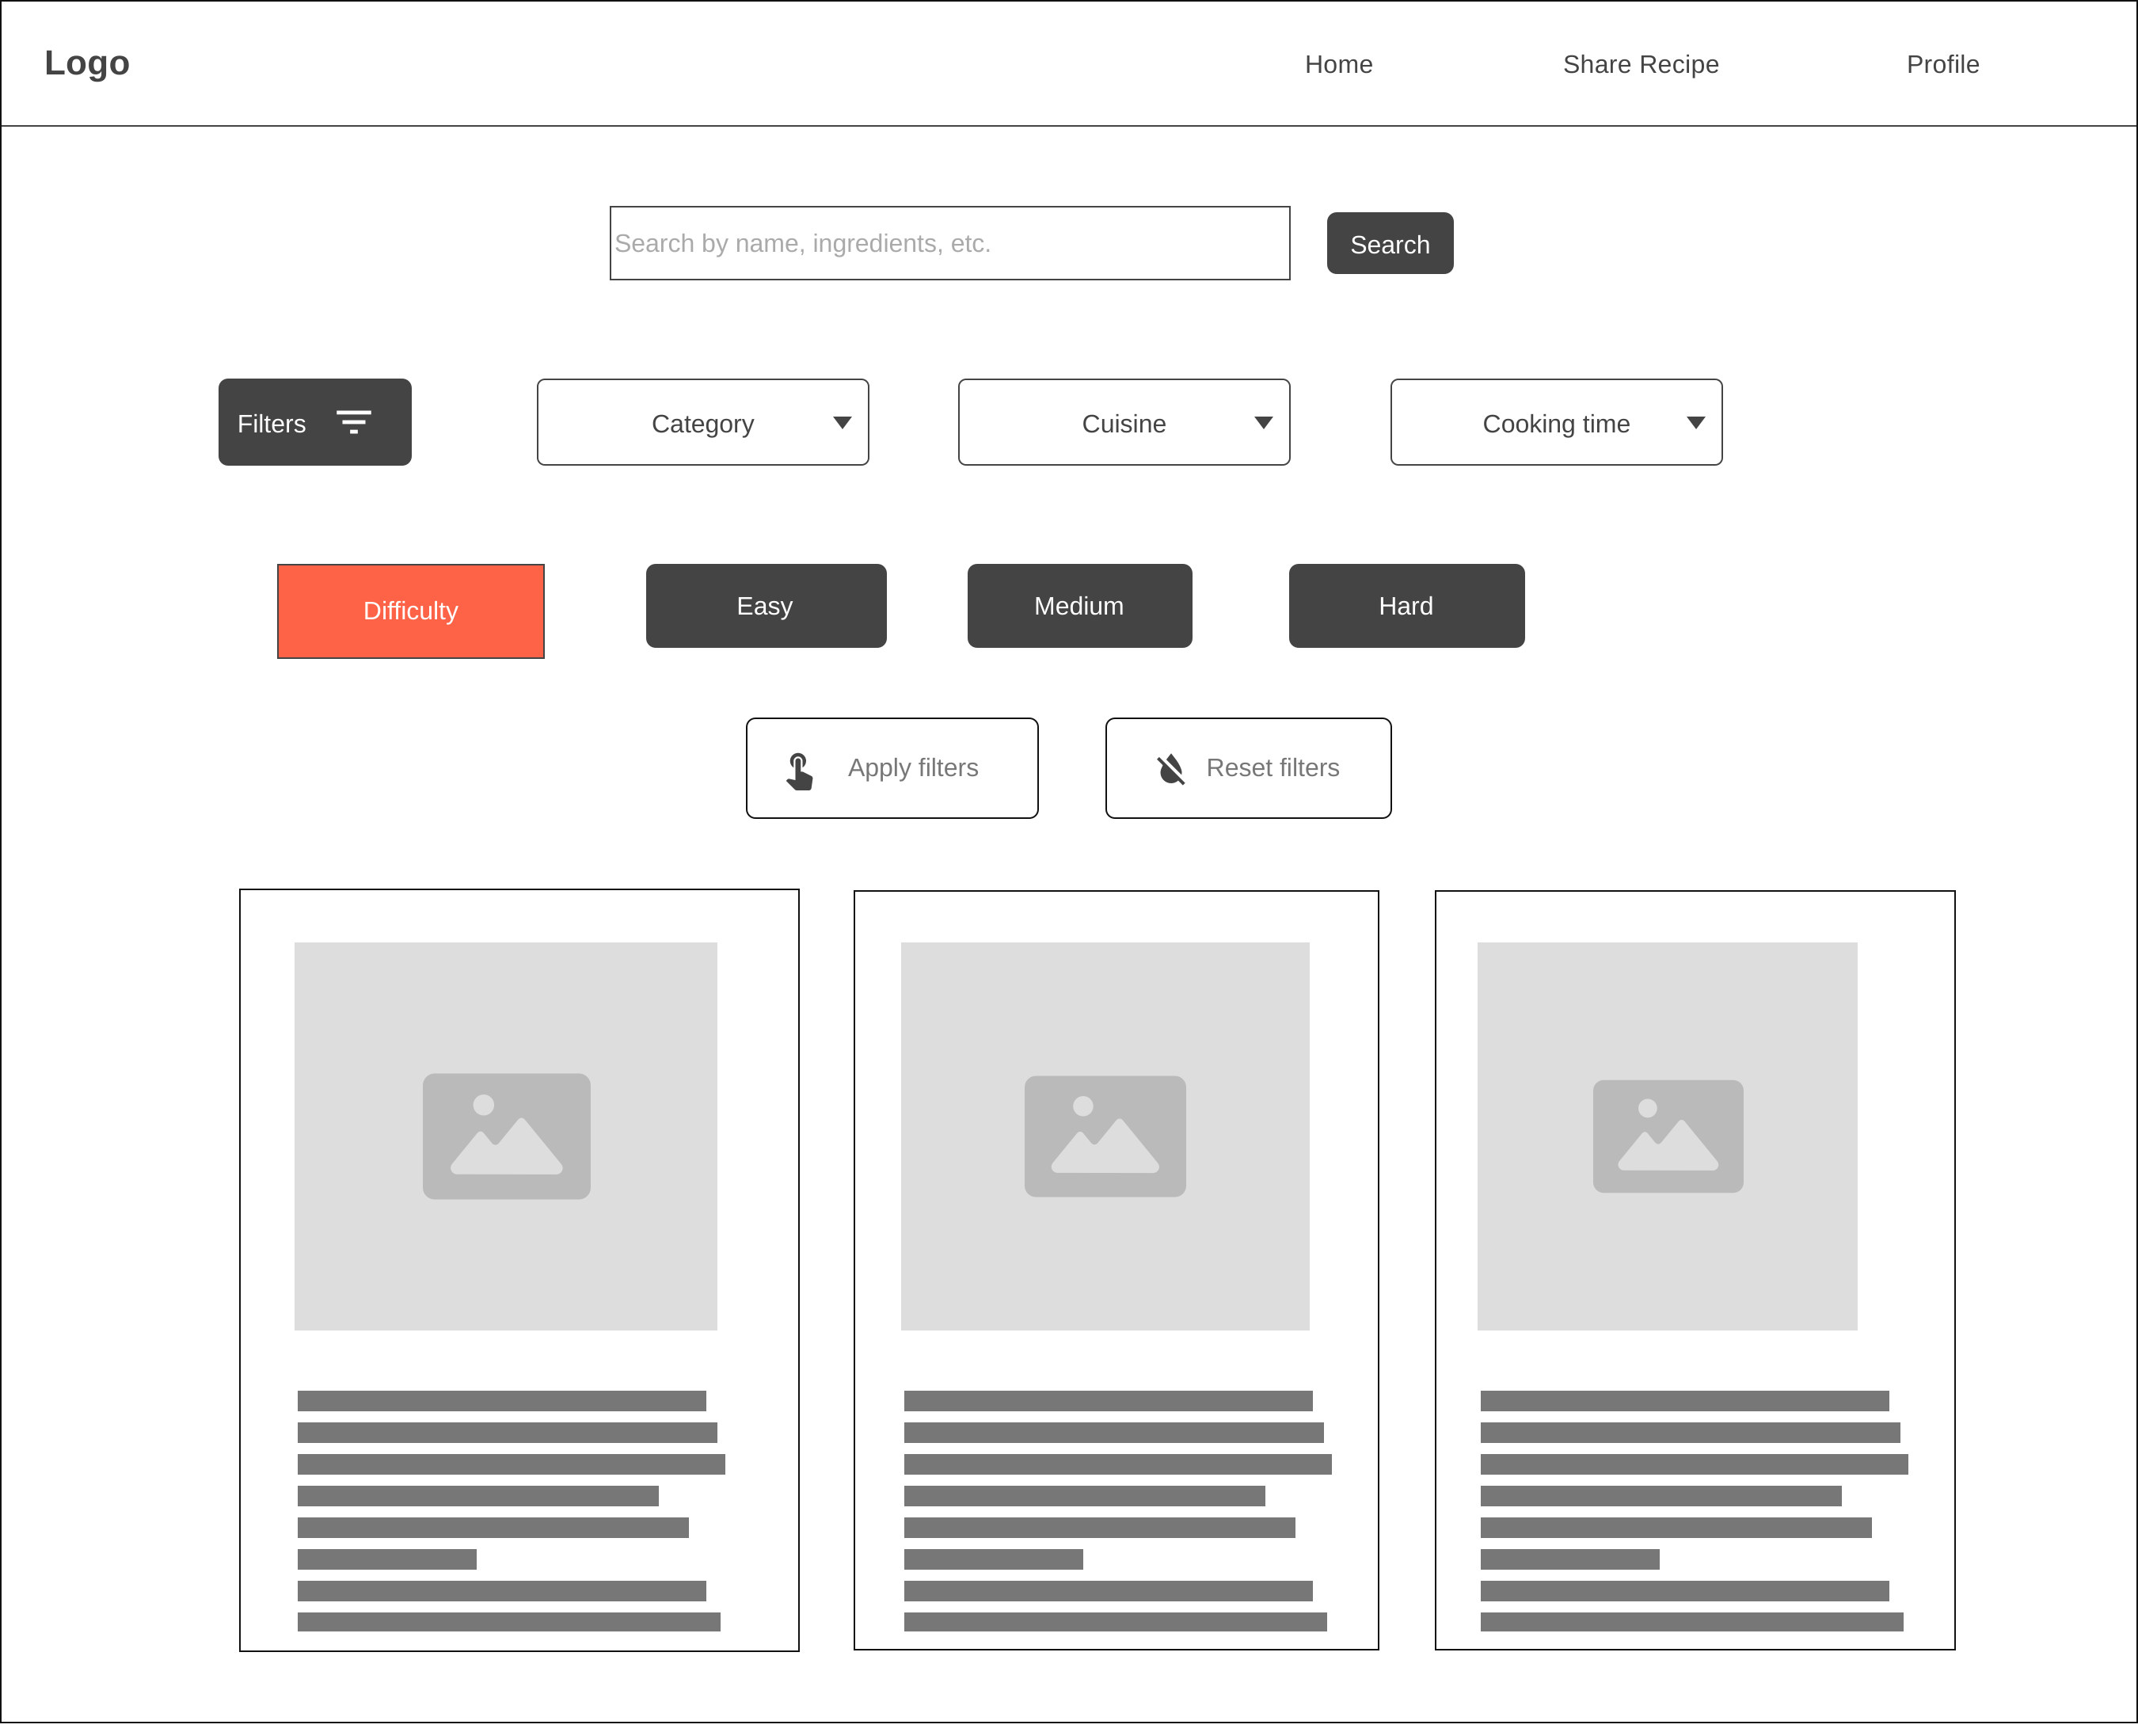 Logo
Home
Share Recipe
Profile
Search by name, ingredients, etc.
Search
Filters
Category
Cuisine
Cooking time
Difficulty
Easy
Medium
Hard
Apply filters
Reset filters